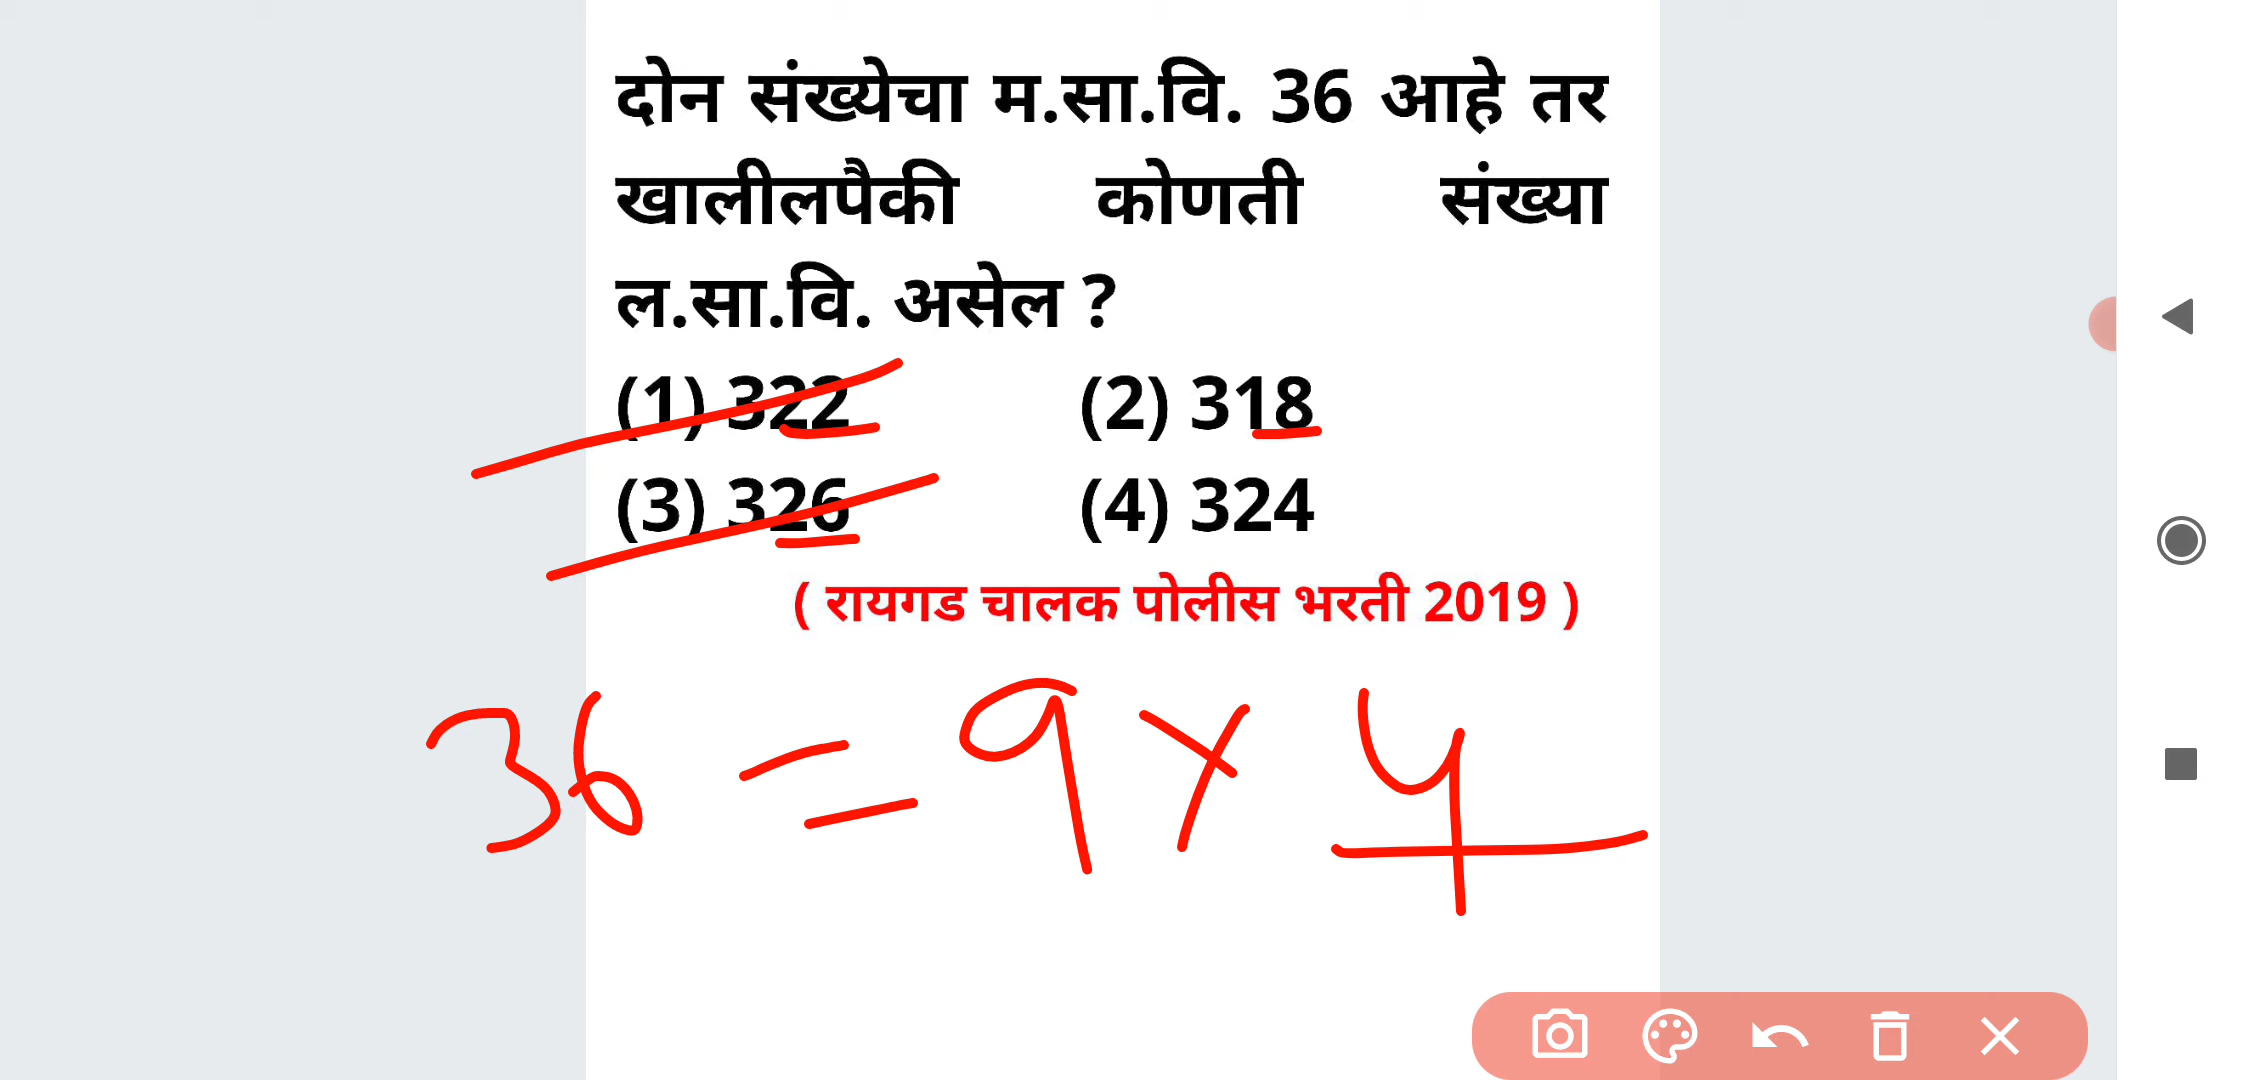 दोन संख्येचा म.सा.वि. 36 आहे तर
खालीलपैकी कोणती संख्या
ल.सा.वि. असेल ?
(1) 322 (2) 318
(3) 326 (4) 324
( रायगड चालक पोलीस भरती 2019 )
36 = 9 × 4